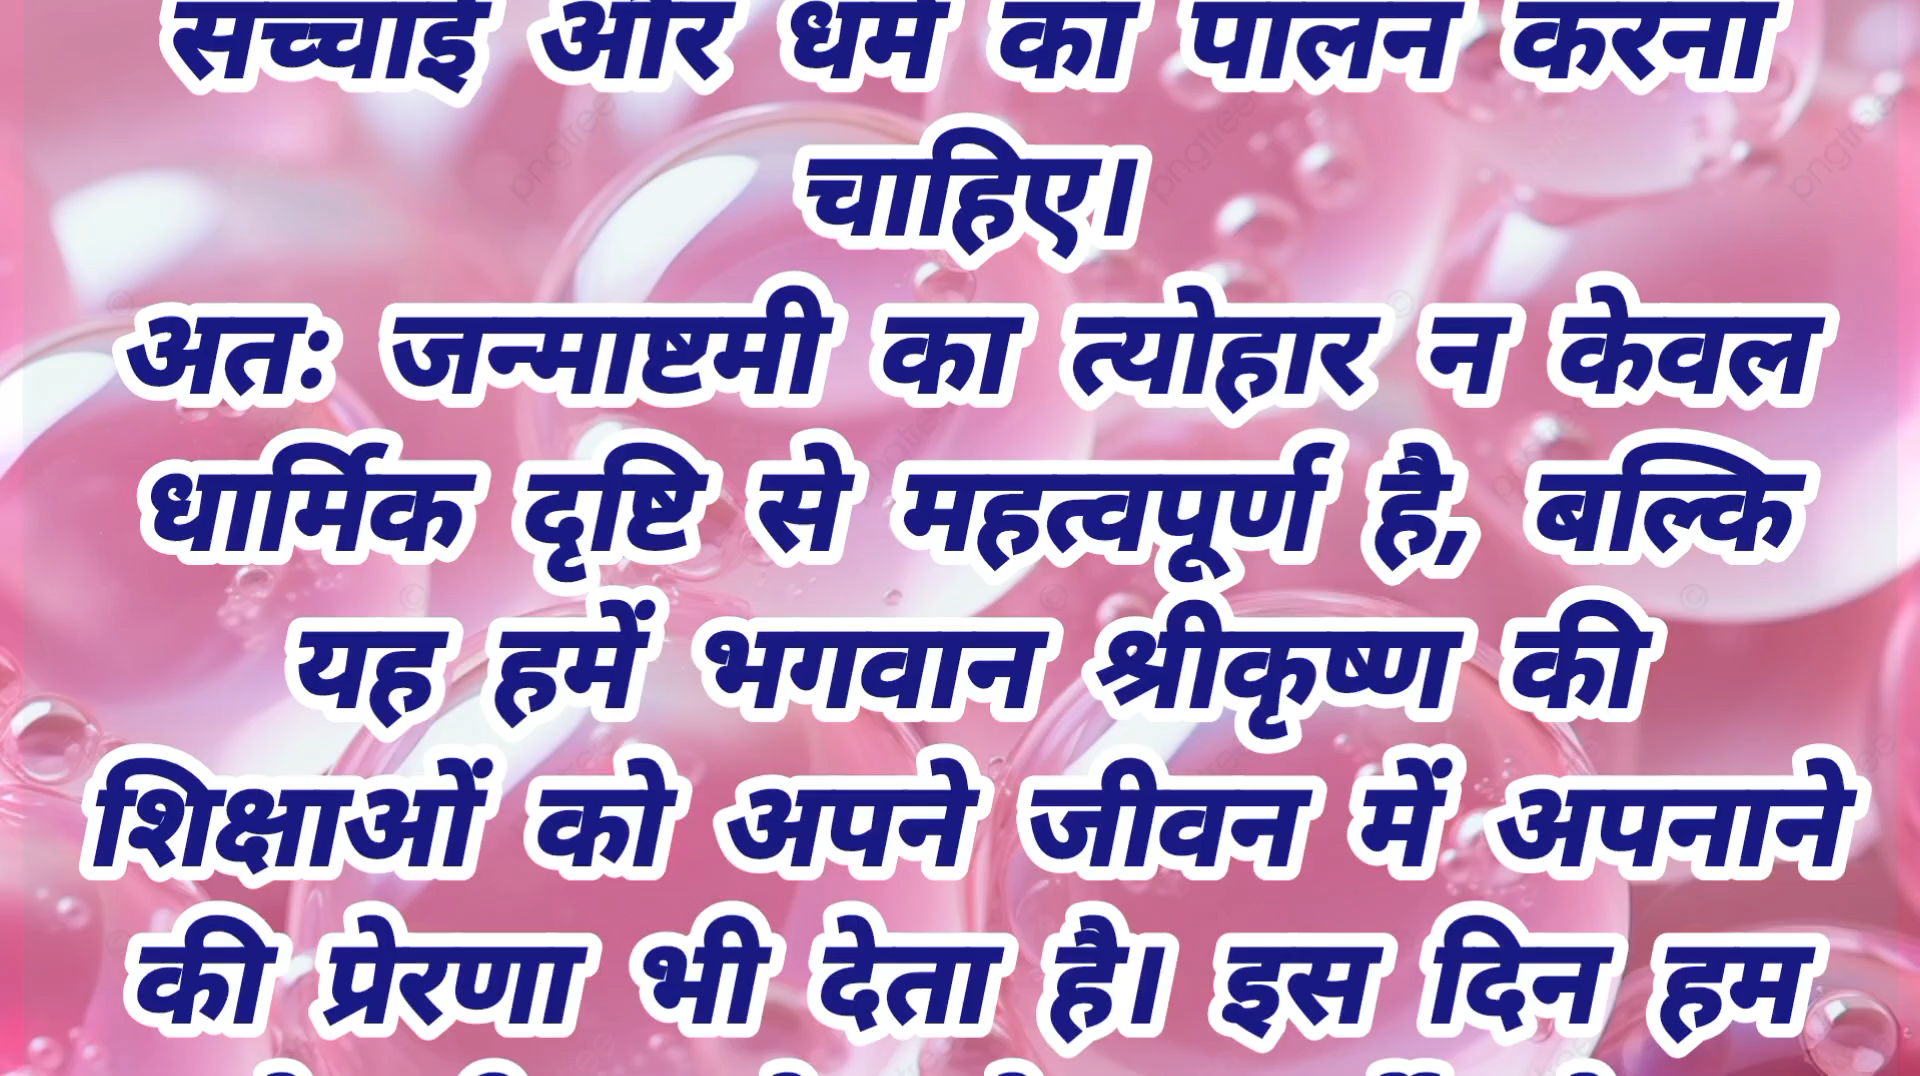 सच्चाई और धर्म का पालन करना
चाहिए।
अतः जन्माष्टमी का त्योहार न केवल
धार्मिक दृष्टि से महत्वपूर्ण है, बल्कि
यह हमें भगवान श्रीकृष्ण की
शिक्षाओं को अपने जीवन में अपनाने
की प्रेरणा भी देता है। इस दिन हम